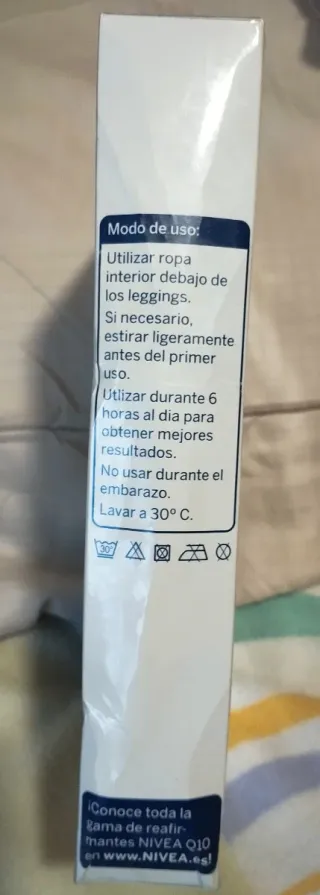 Modo de uso:
Utilizar ropa
interior debajo de
los leggings.
Si necesario,
estirar ligeramente
antes del primer
uso.
Utlizar durante 6
horas al dia para
obtener mejores
resultados.
No usar durante el
embarazo.
Lavar a 30º C.
30°
¡Conoce toda la
gama de reafir-
mantes NIVEA Q10
en www.NIVEA.es!